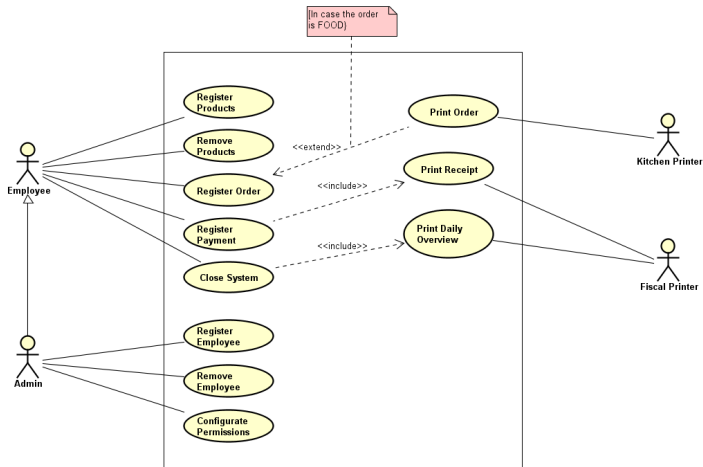 {In case the order
is FOOD}
Register
Products
Print Order
Remove
Products
<<extend>>
Kitchen Printer
Employee
Register Order
<<include>>
Print Receipt
Register
Payment
Print Daily
Overview
<<include>>
Close System
Fiscal Printer
Register
Employee
Admin
Remove
Employee
Configurate
Permissions